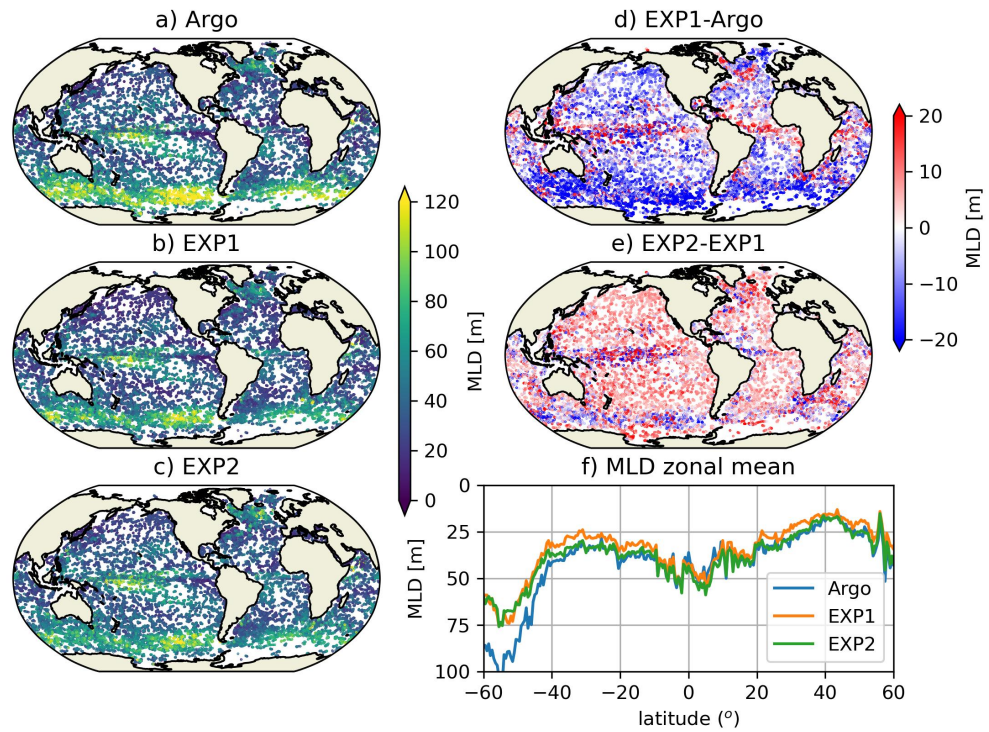 a) Argo
d) EXP1-Argo
b) EXP1
e) EXP2-EXP1
c) EXP2
120
100
80
60
40
20
0
MLD [m]
20
10
0
−10
−20
MLD [m]
f) MLD zonal mean
0
25
50
75
100
MLD [m]
Argo
EXP1
EXP2
−60 −40 −20 0 20 40 60
latitude (°)